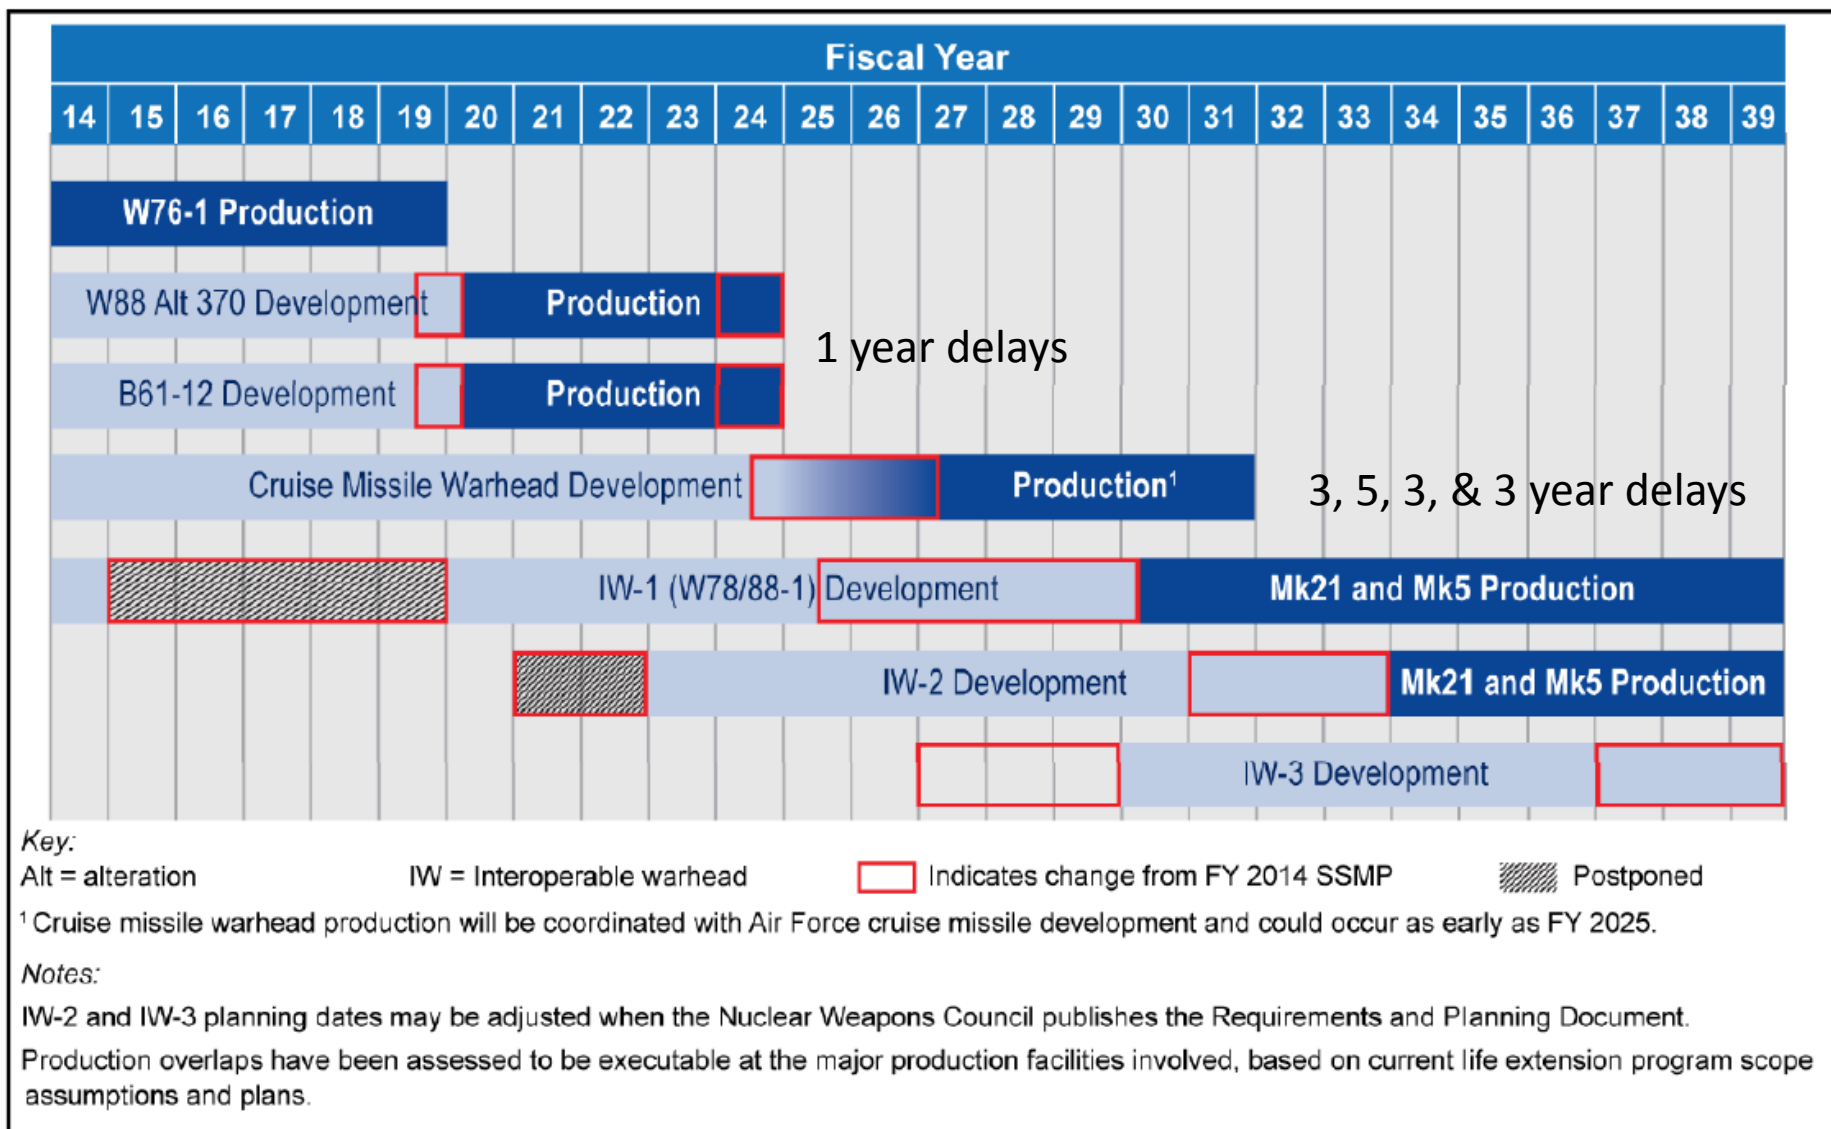 Fiscal Year
14 15 16 17 18 19 20 21 22 23 24 25 26 27 28 29 30 31 32 33 34 35 36 37 38 39
W76-1 Production
W88 Alt 370 Development Production
1 year delays
B61-12 Development Production
Cruise Missile Warhead Development Production¹
3, 5, 3, & 3 year delays
IW-1 (W78/88-1) Development Mk21 and Mk5 Production
IW-2 Development Mk21 and Mk5 Production
IW-3 Development
Key:
Alt = alteration IW = Interoperable warhead Indicates change from FY 2014 SSMP Postponed
¹ Cruise missile warhead production will be coordinated with Air Force cruise missile development and could occur as early as FY 2025.
Notes:
IW-2 and IW-3 planning dates may be adjusted when the Nuclear Weapons Council publishes the Requirements and Planning Document.
Production overlaps have been assessed to be executable at the major production facilities involved, based on current life extension program scope
assumptions and plans.